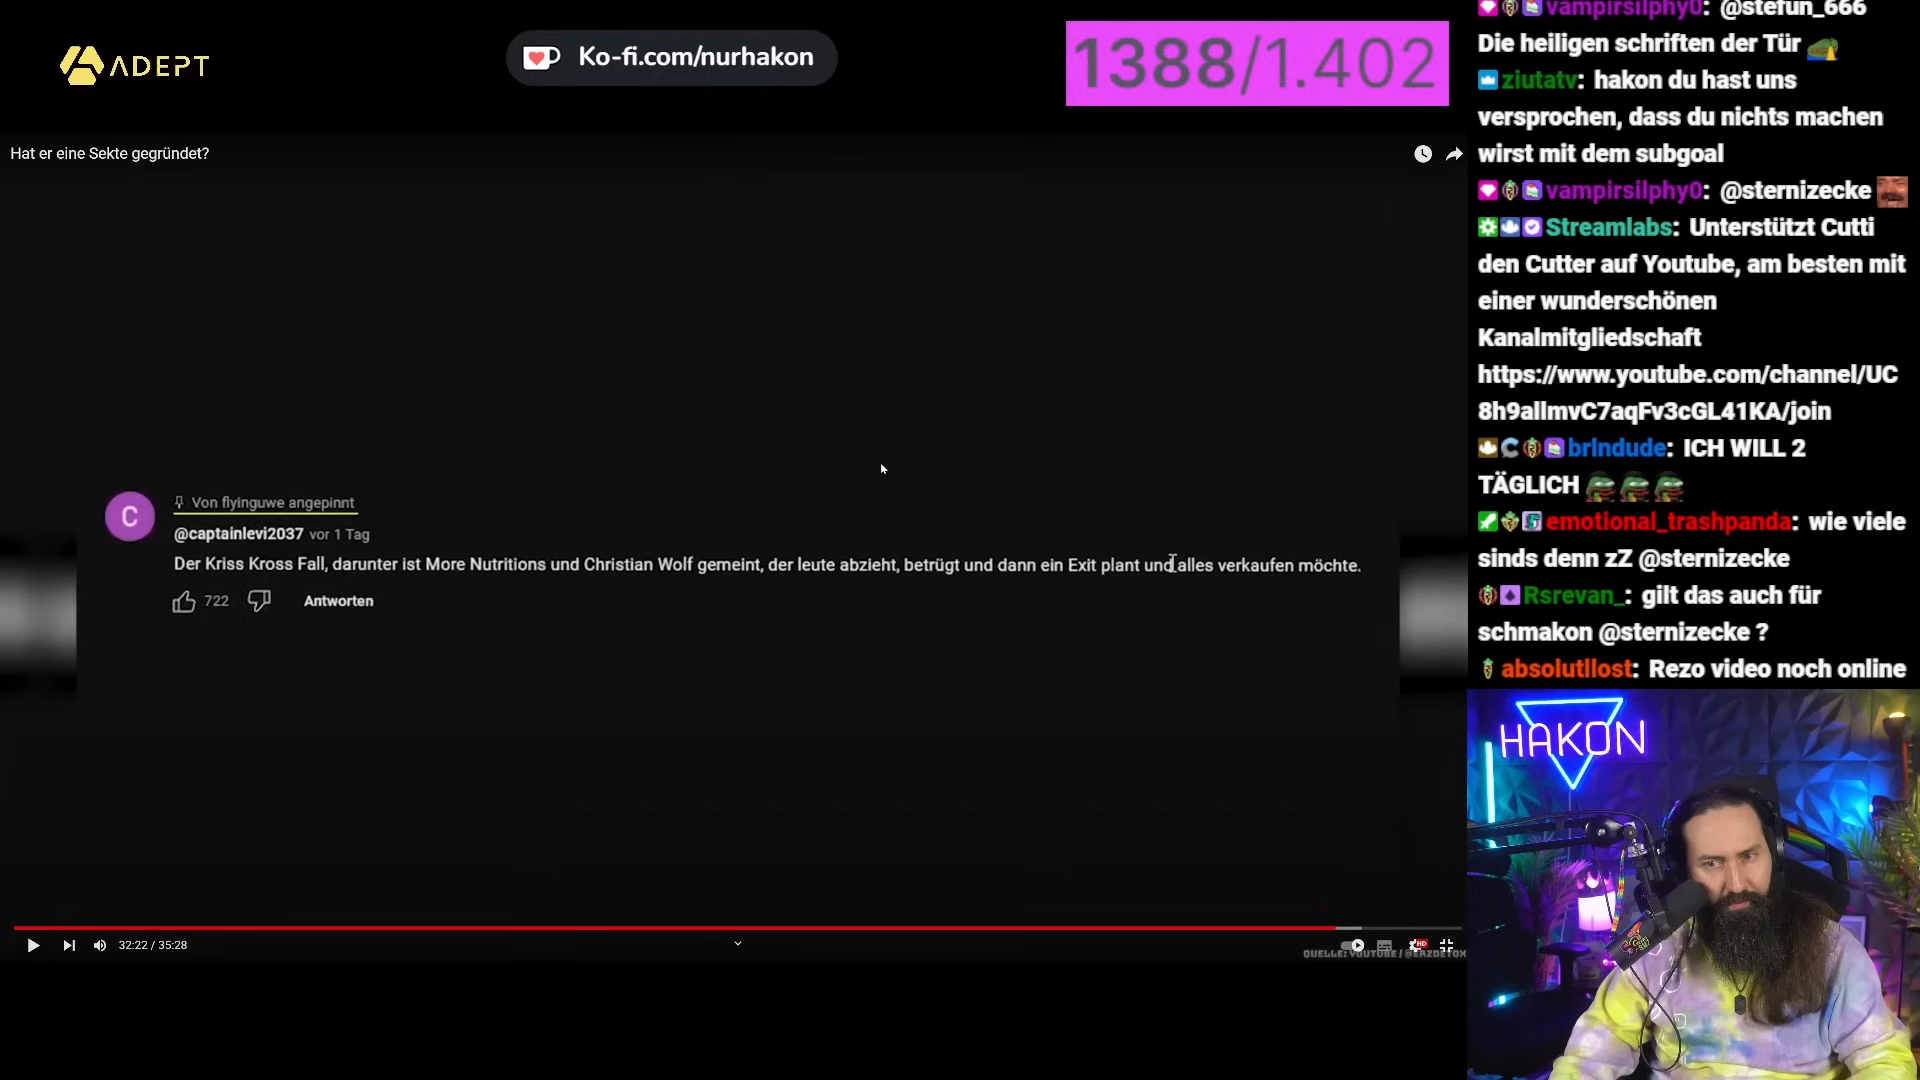 ADEPT
Ko-fi.com/nurhakon
1388/1.402
Hat er eine Sekte gegründet?
C
Von flyinguwe angepinnt
@captainlevi2037 vor 1 Tag
Der Kriss Kross Fall, darunter ist More Nutritions und Christian Wolf gemeint, der leute abzieht, betrügt und dann ein Exit plant und alles verkaufen möchte.
722
Antworten
32:22 / 35:28
HD
QUELLE: YOUTUBE / @ERZDETOX
vampirsilphy0: @stefun_666
Die heiligen schriften der Tür
ziutatv: hakon du hast uns
versprochen, dass du nichts machen
wirst mit dem subgoal
vampirsilphy0: @sternizecke
Streamlabs: Unterstützt Cutti
den Cutter auf Youtube, am besten mit
einer wunderschönen
Kanalmitgliedschaft
https://www.youtube.com/channel/UC
8h9allmvC7aqFv3cGL41KA/join
brlndude: ICH WILL 2
TÄGLICH
emotional_trashpanda: wie viele
sinds denn zZ @sternizecke
Rsrevan_: gilt das auch für
schmakon @sternizecke ?
absolutllost: Rezo video noch online
HAKON